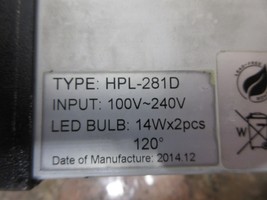 TYPE: HPL-281D
INPUT: 100V~240V
LED BULB: 14Wx2pcs
120°
Date of Manufacture: 2014.12
W